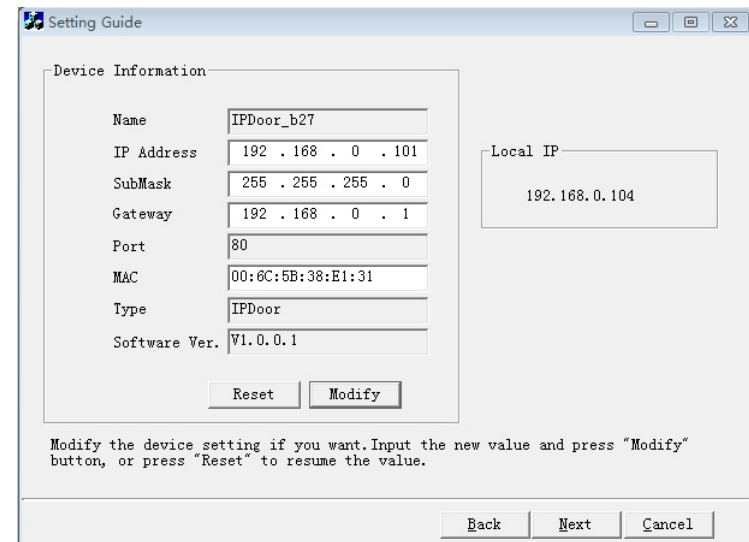 Setting Guide
Device Information
Name IPDoor_b27
IP Address 192 . 168 . 0 . 101
SubMask 255 . 255 . 255 . 0
Gateway 192 . 168 . 0 . 1
Port 80
MAC 00:6C:5B:38:E1:31
Type IPDoor
Software Ver. V1.0.0.1
Reset Modify
Local IP
192.168.0.104
Modify the device setting if you want.Input the new value and press "Modify"
button, or press "Reset" to resume the value.
Back Next Cancel